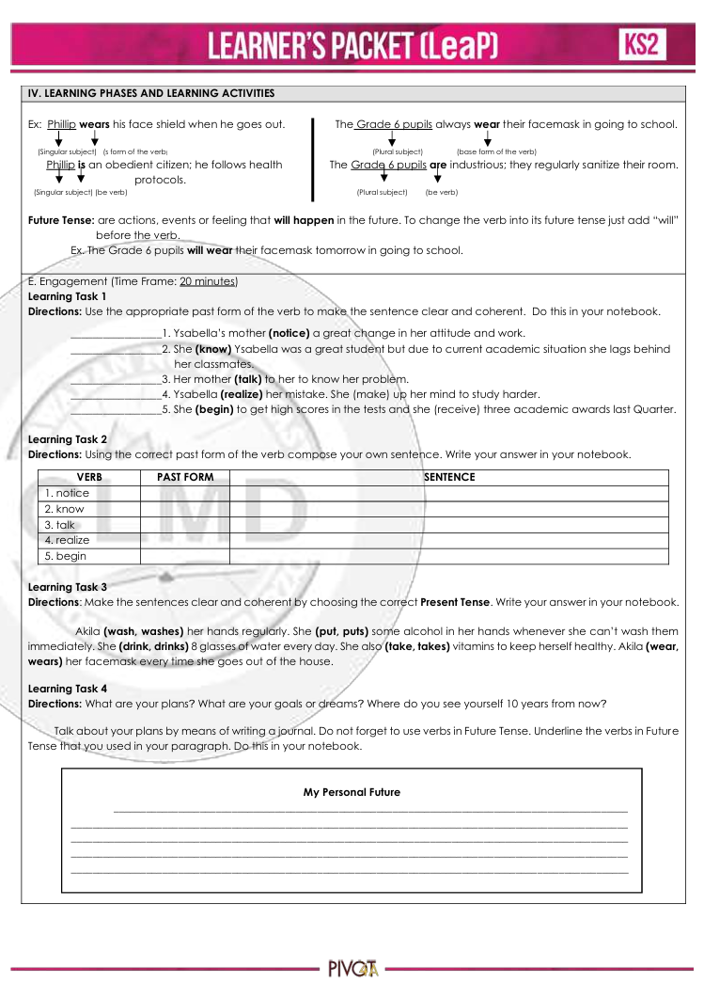 LEARNER'S PACKET (LeaP)
KS2
IV. LEARNING PHASES AND LEARNING ACTIVITIES
Ex: Phillip wears his face shield when he goes out.
(Singular subject) (s form of the verb)
Phillip is an obedient citizen; he follows health
protocols.
(Singular subject) (be verb)
The Grade 6 pupils always wear their facemask in going to school.
(Plural subject) (base form of the verb)
The Grade 6 pupils are industrious; they regularly sanitize their room.
(Plural subject) (be verb)
Future Tense: are actions, events or feeling that will happen in the future. To change the verb into its future tense just add “will”
before the verb.
Ex. The Grade 6 pupils will wear their facemask tomorrow in going to school.
E. Engagement (Time Frame: 20 minutes)
Learning Task 1
Directions: Use the appropriate past form of the verb to make the sentence clear and coherent. Do this in your notebook.
_________________1. Ysabella’s mother (notice) a great change in her attitude and work.
_________________2. She (know) Ysabella was a great student but due to current academic situation she lags behind
her classmates.
_________________3. Her mother (talk) to her to know her problem.
_________________4. Ysabella (realize) her mistake. She (make) up her mind to study harder.
_________________5. She (begin) to get high scores in the tests and she (receive) three academic awards last Quarter.
Learning Task 2
Directions: Using the correct past form of the verb compose your own sentence. Write your answer in your notebook.
VERB PAST FORM SENTENCE
1. notice
2. know
3. talk
4. realize
5. begin
Learning Task 3
Directions: Make the sentences clear and coherent by choosing the correct Present Tense. Write your answer in your notebook.
Akila (wash, washes) her hands regularly. She (put, puts) some alcohol in her hands whenever she can’t wash them
immediately. She (drink, drinks) 8 glasses of water every day. She also (take, takes) vitamins to keep herself healthy. Akila (wear,
wears) her facemask every time she goes out of the house.
Learning Task 4
Directions: What are your plans? What are your goals or dreams? Where do you see yourself 10 years from now?
Talk about your plans by means of writing a journal. Do not forget to use verbs in Future Tense. Underline the verbs in Future
Tense that you used in your paragraph. Do this in your notebook.
My Personal Future
CLMD
PIVOT 4A